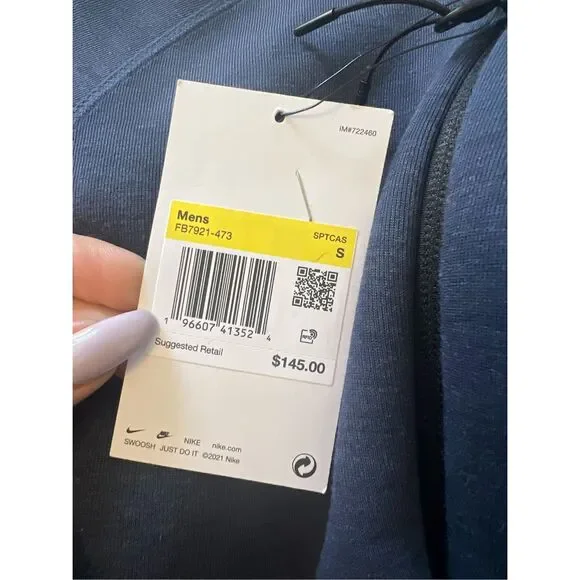 IM#722460
Mens
FB7921-473
SPTCAS
S
1 96607 41352 4
RFID
Suggested Retail
$145.00
NIKE nike.com
SWOOSH JUST DO IT ©2021 Nike